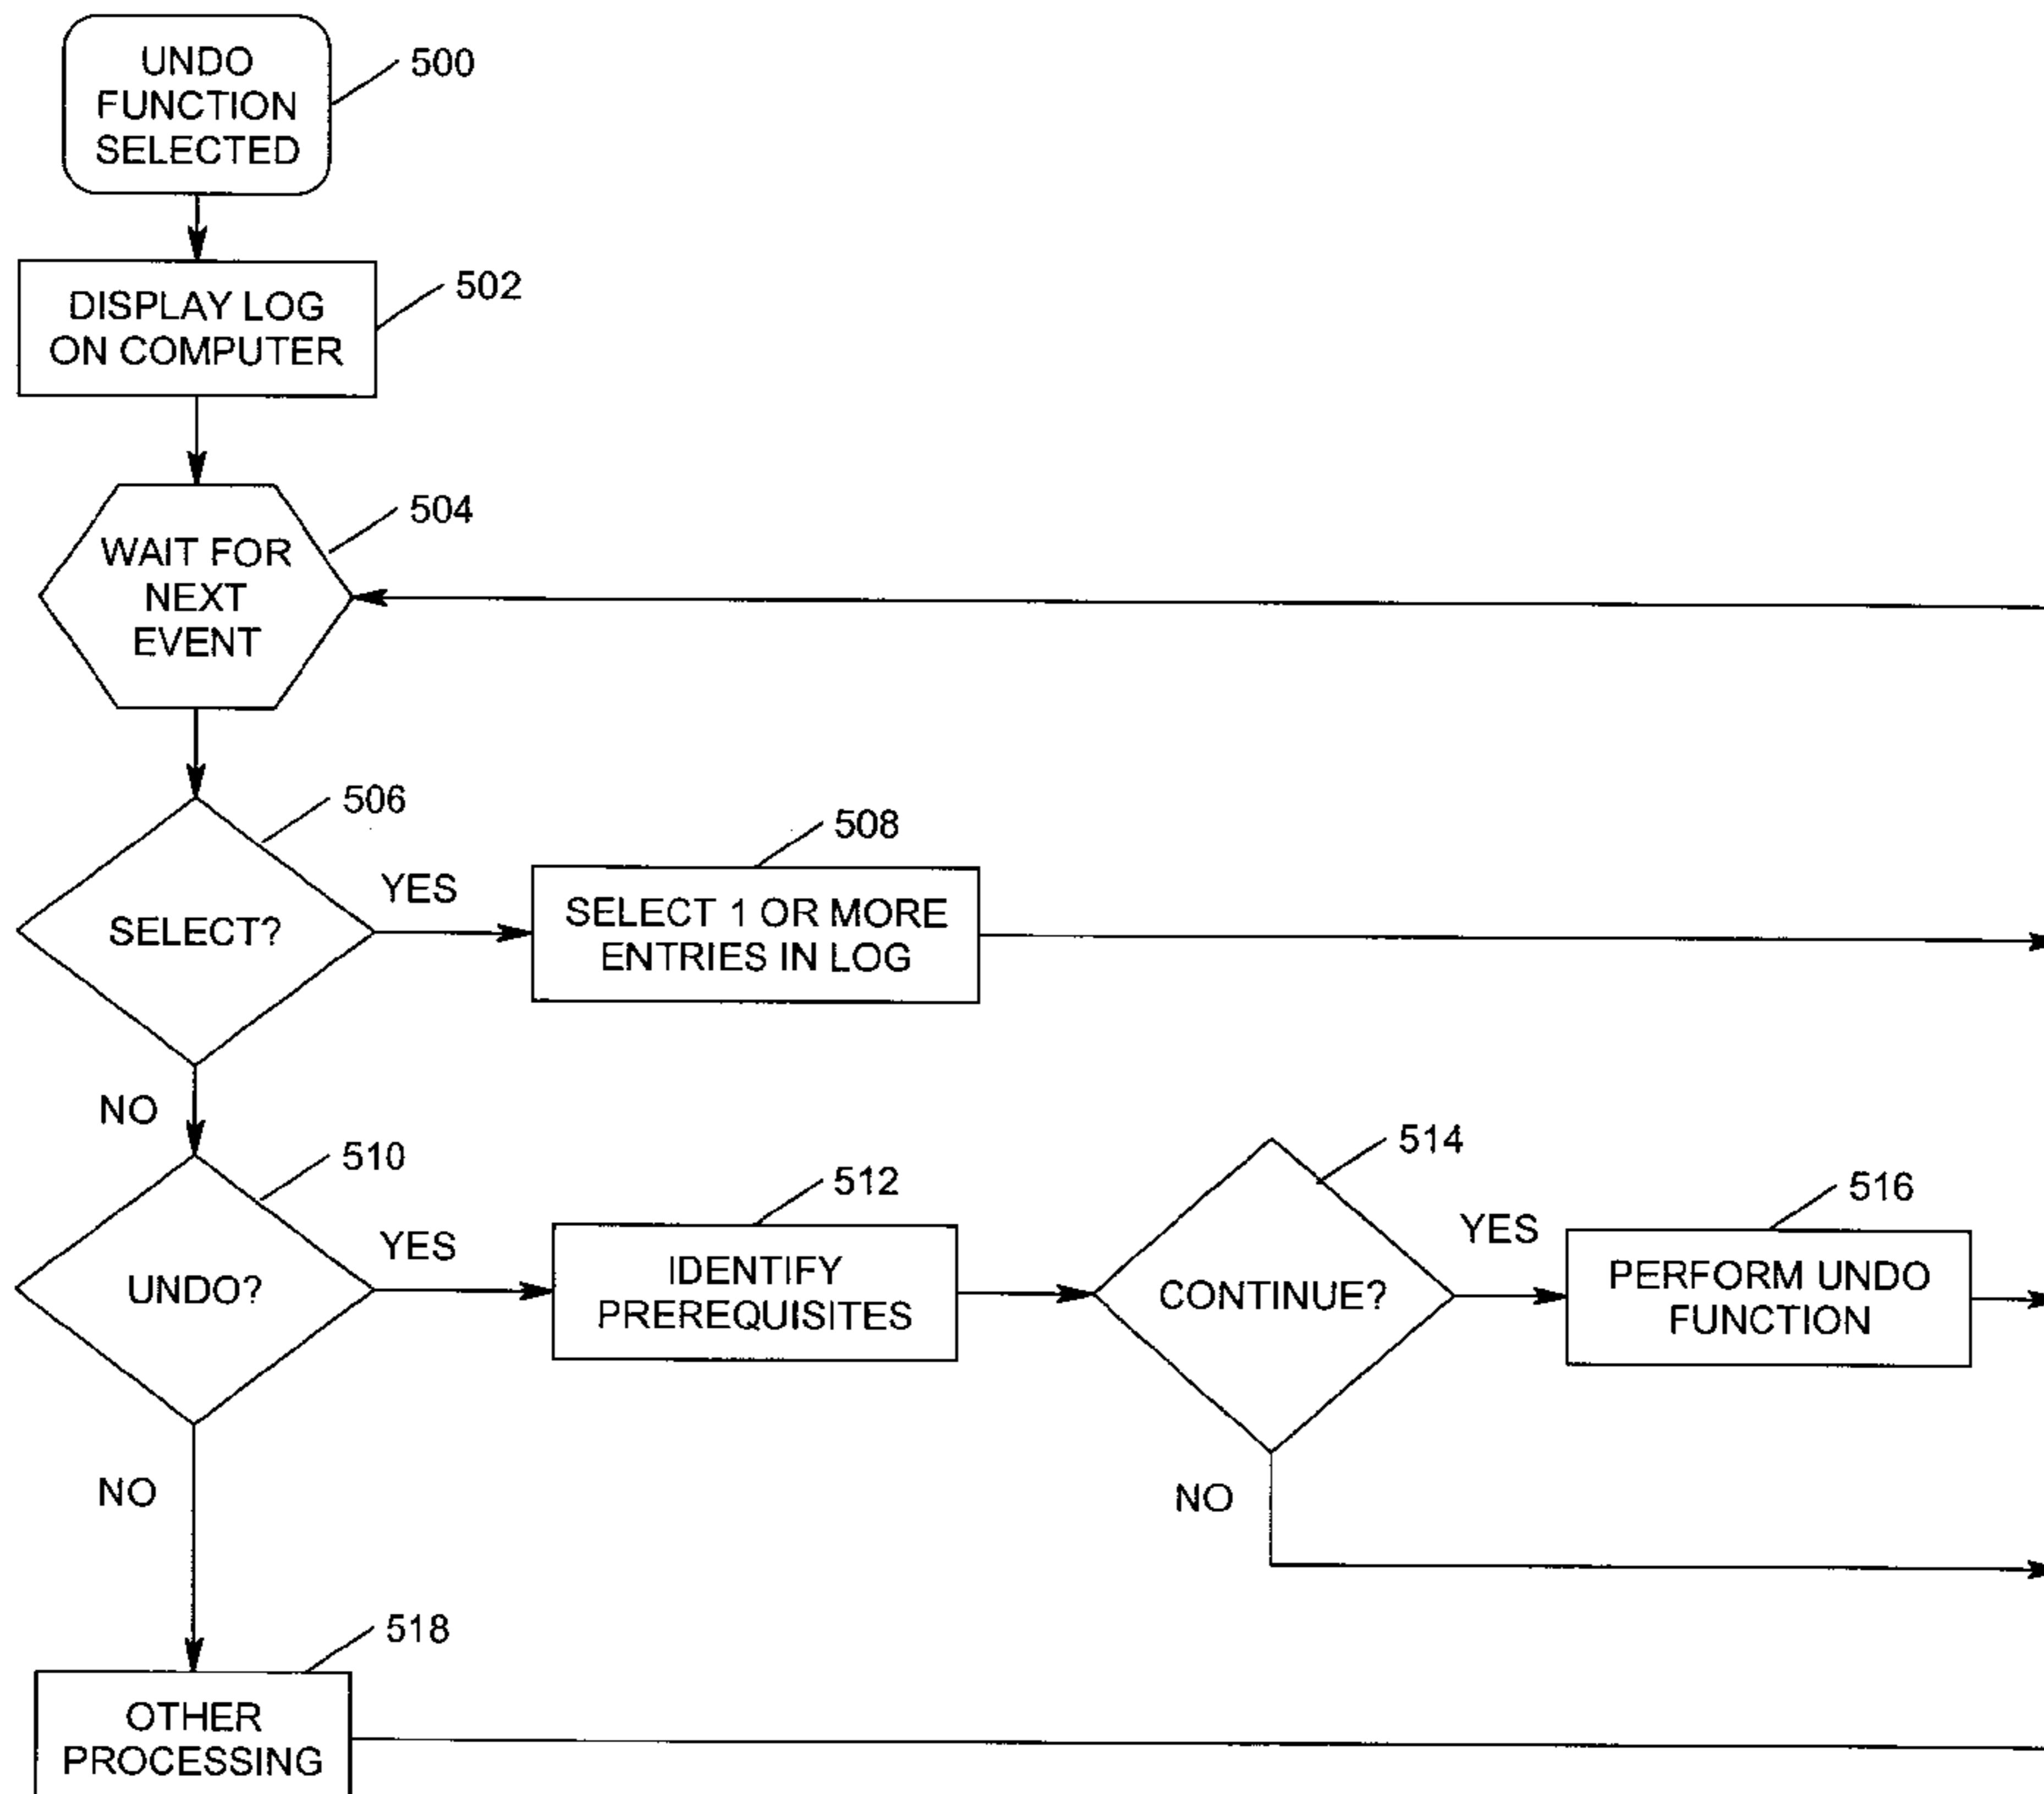 UNDO
FUNCTION
SELECTED
500
DISPLAY LOG
ON COMPUTER
502
WAIT FOR
NEXT
EVENT
504
SELECT?
506
YES
SELECT 1 OR MORE
ENTRIES IN LOG
508
NO
UNDO?
510
YES
IDENTIFY
PREREQUISITES
512
CONTINUE?
514
YES
PERFORM UNDO
FUNCTION
516
NO
NO
OTHER
PROCESSING
518